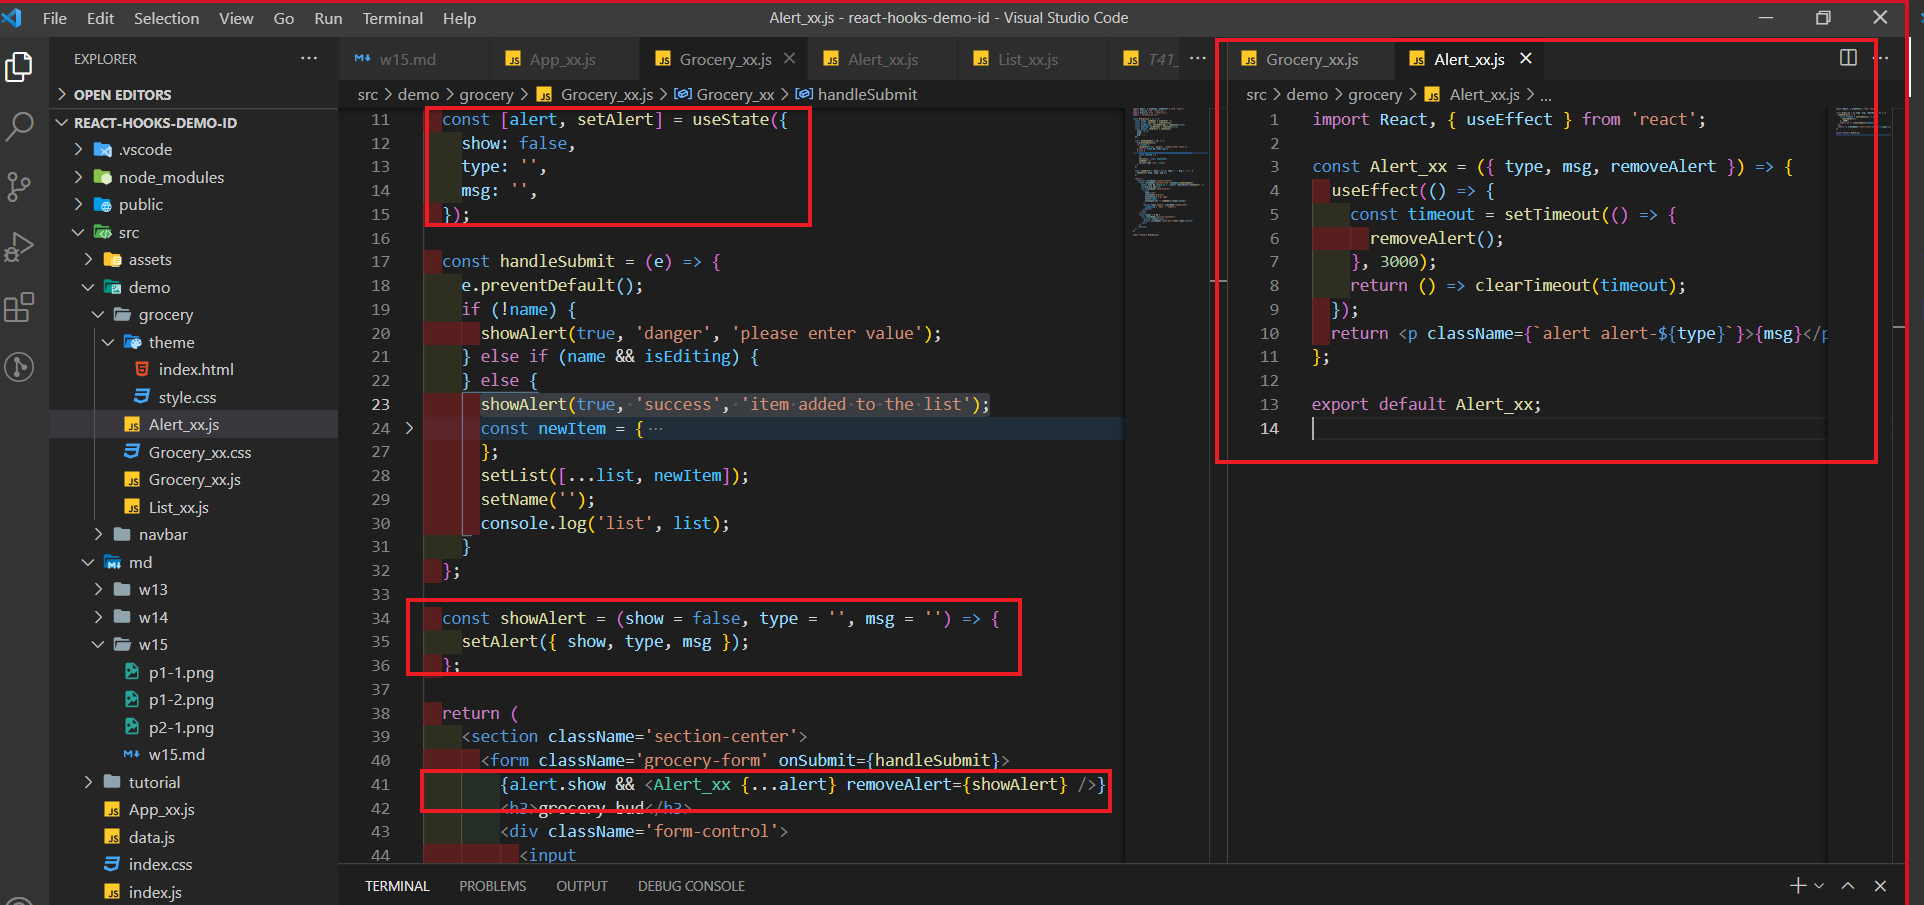 File Edit Selection View Go Run Terminal Help
Alert_xx.js - react-hooks-demo-id - Visual Studio Code
EXPLORER
OPEN EDITORS
REACT-HOOKS-DEMO-ID
.vscode
node_modules
public
src
assets
demo
grocery
theme
index.html
style.css
Alert_xx.js
Grocery_xx.css
Grocery_xx.js
List_xx.js
navbar
md
w13
w14
w15
p1-1.png
p1-2.png
p2-1.png
w15.md
tutorial
App_xx.js
data.js
index.css
index.js
w15.md App_xx.js Grocery_xx.js Alert_xx.js List_xx.js T41_
src > demo > grocery > Grocery_xx.js > Grocery_xx > handleSubmit
11 const [alert, setAlert] = useState({
12 show: false,
13 type: '',
14 msg: '',
15 });
16
17 const handleSubmit = (e) => {
18 e.preventDefault();
19 if (!name) {
20 showAlert(true, 'danger', 'please enter value');
21 } else if (name && isEditing) {
22 } else {
23 showAlert(true, 'success', 'item added to the list');
24 const newItem = { ...
27 };
28 setList([...list, newItem]);
29 setName('');
30 console.log('list', list);
31 }
32 };
33
34 const showAlert = (show = false, type = '', msg = '') => {
35 setAlert({ show, type, msg });
36 };
37
38 return (
39 <section className='section-center'>
40 <form className='grocery-form' onSubmit={handleSubmit}>
41 {alert.show && <Alert_xx {...alert} removeAlert={showAlert} />}
42 <h3>grocery bud</h3>
43 <div className='form-control'>
44 <input
Grocery_xx.js Alert_xx.js
src > demo > grocery > Alert_xx.js > ...
1 import React, { useEffect } from 'react';
2
3 const Alert_xx = ({ type, msg, removeAlert }) => {
4 useEffect(() => {
5 const timeout = setTimeout(() => {
6 removeAlert();
7 }, 3000);
8 return () => clearTimeout(timeout);
9 });
10 return <p className={`alert alert-${type}`}>{msg}</p
11 };
12
13 export default Alert_xx;
14
TERMINAL PROBLEMS OUTPUT DEBUG CONSOLE